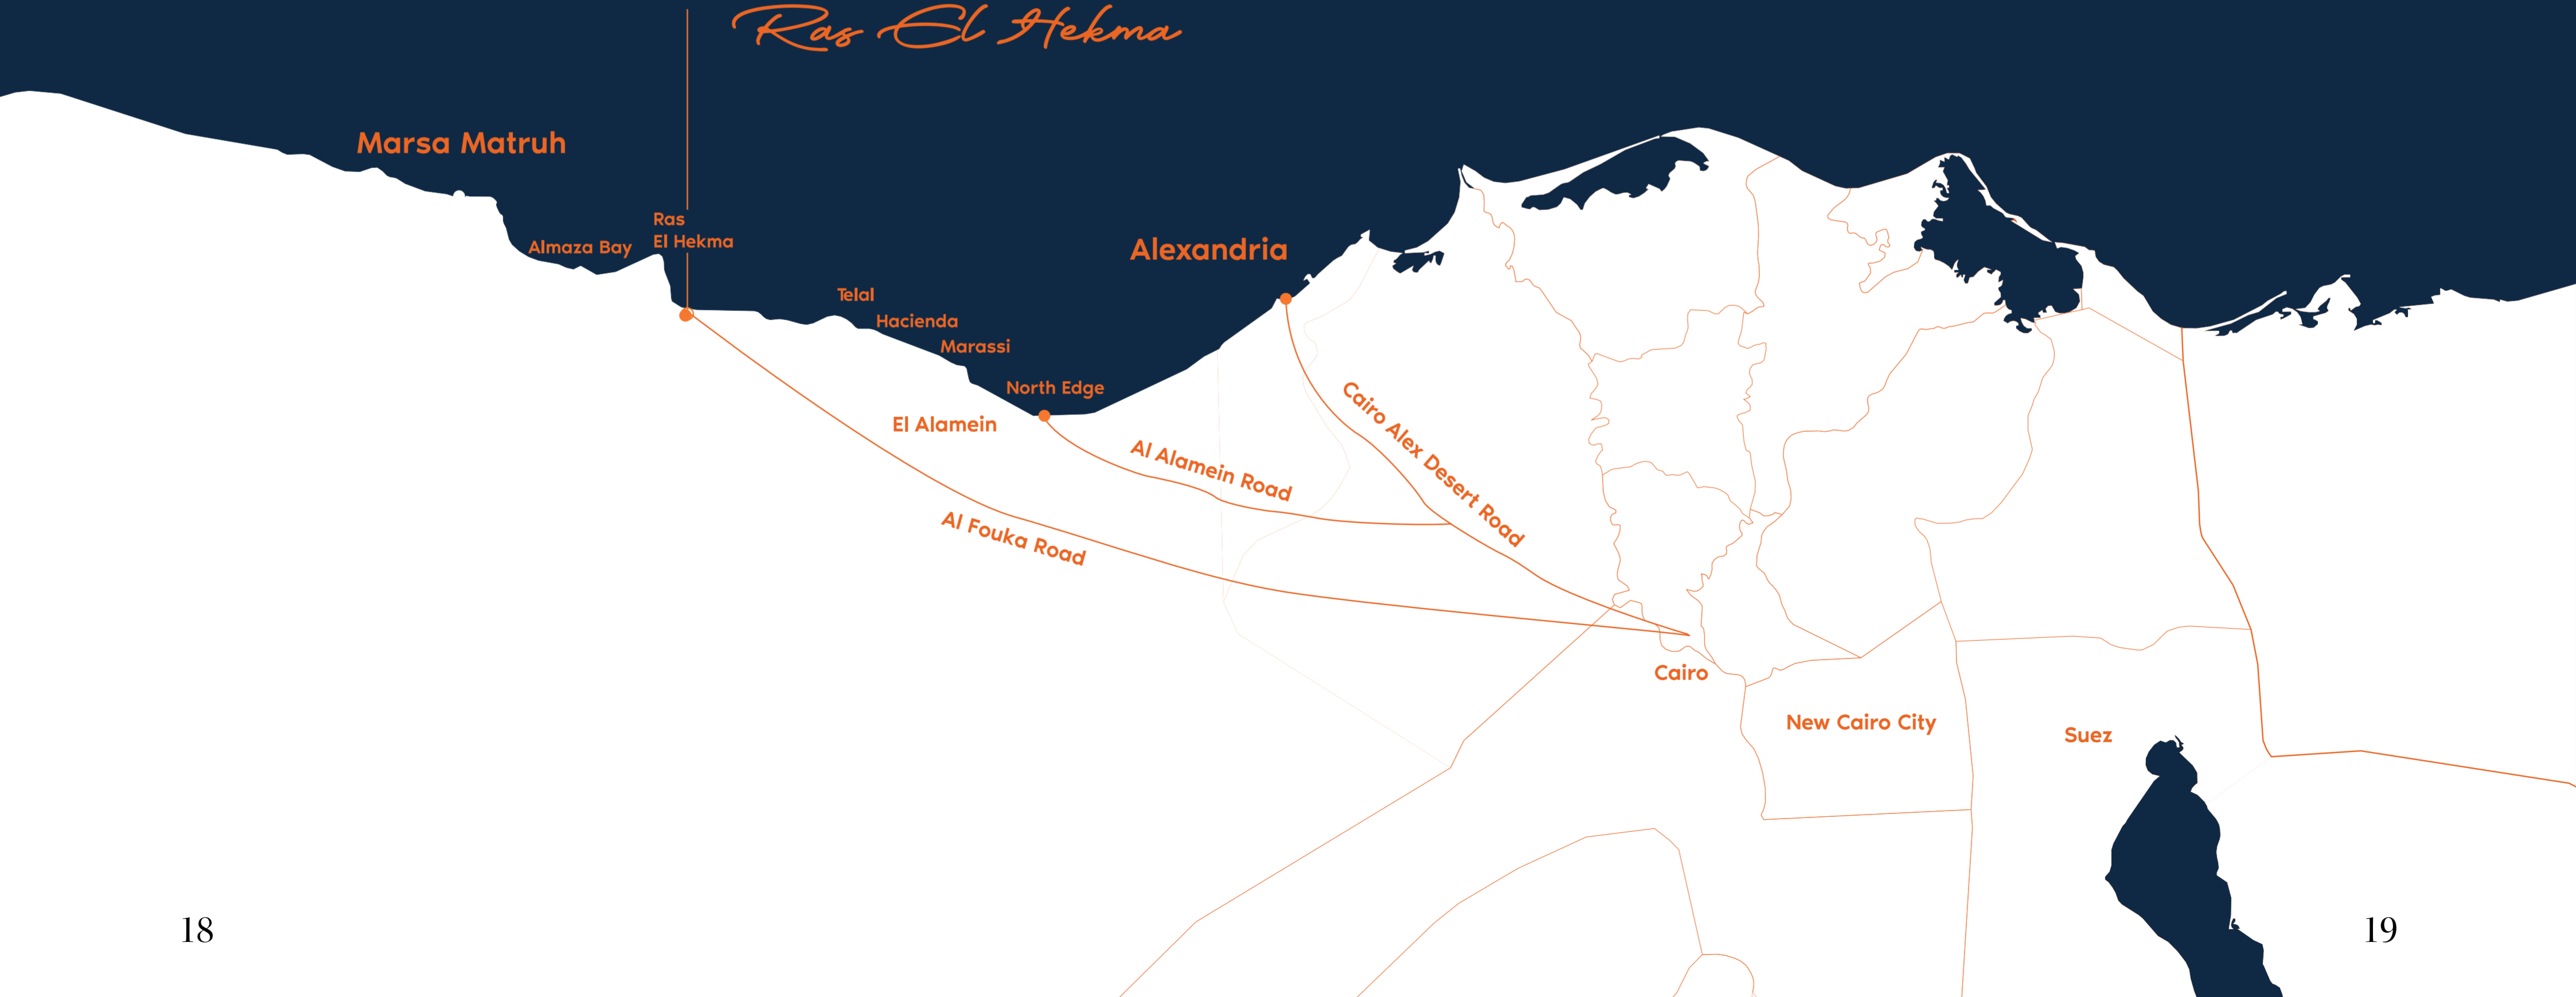 Ras El Hekma
Marsa Matruh
Ras
El Hekma
Almaza Bay
Alexandria
Telal
Hacienda
Marassi
North Edge
El Alamein
Al Alamein Road
Cairo Alex Desert Road
Al Fouka Road
Cairo
New Cairo City
Suez
18
19